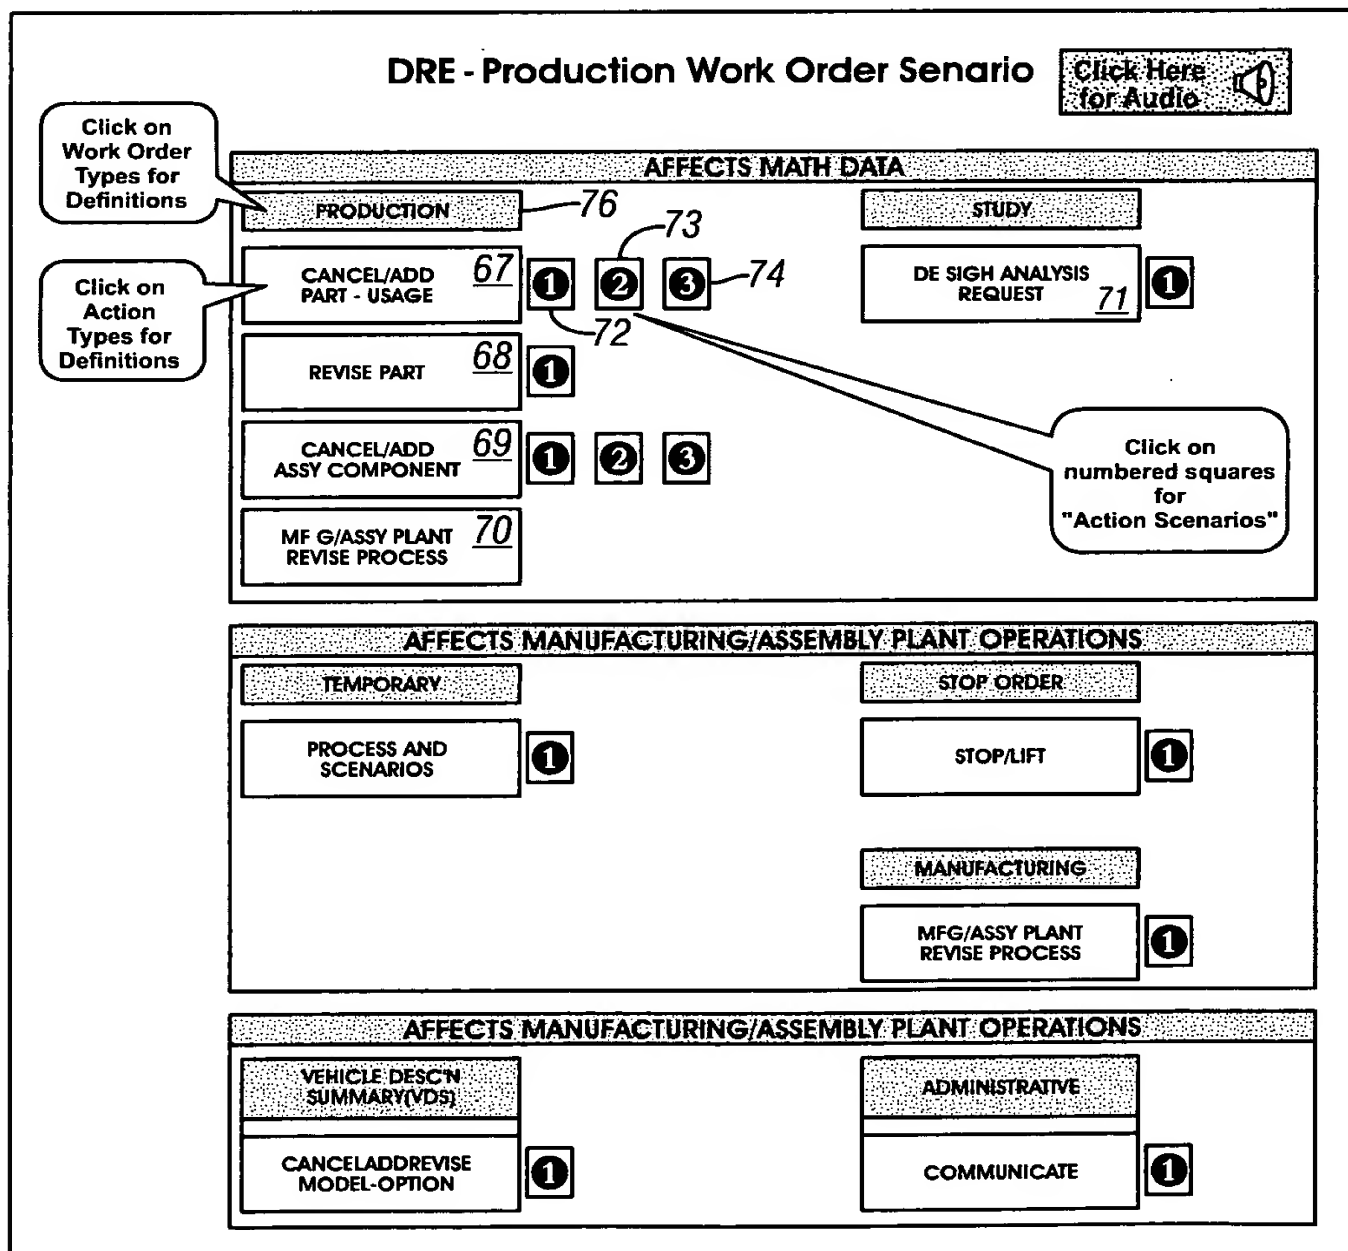 DRE - Production Work Order Senario
Click Here
for Audio
Click on
Work Order
Types for
Definitions
AFFECTS MATH DATA
PRODUCTION
76
STUDY
73
Click on
Action
Types for
Definitions
CANCEL/ADD
PART - USAGE
67
1
2
3
74
72
DE SIGH ANALYSIS
REQUEST
71
1
REVISE PART
68
1
CANCEL/ADD
ASSY COMPONENT
69
1
2
3
Click on
numbered squares
for
"Action Scenarios"
MF G/ASSY PLANT
REVISE PROCESS
70
AFFECTS MANUFACTURING/ASSEMBLY PLANT OPERATIONS
TEMPORARY
STOP ORDER
PROCESS AND
SCENARIOS
1
STOP/LIFT
1
MANUFACTURING
MFG/ASSY PLANT
REVISE PROCESS
1
AFFECTS MANUFACTURING/ASSEMBLY PLANT OPERATIONS
VEHICLE DESC'N
SUMMARY(VDS)
ADMINISTRATIVE
CANCELADDREVISE
MODEL-OPTION
1
COMMUNICATE
1